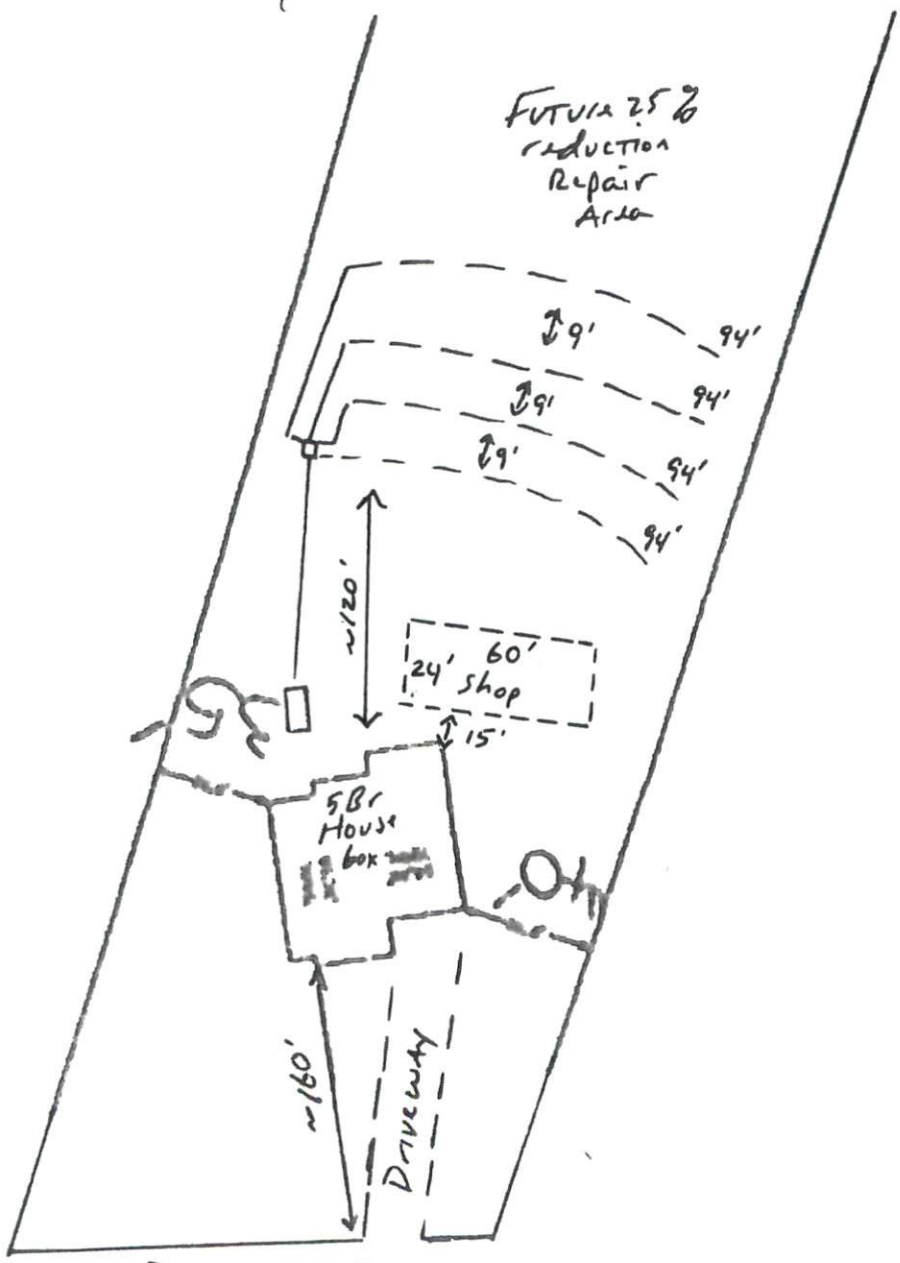 Future 25%
reduction
Repair
Area
9'
94'
9'
94'
9'
94'
94'
~120'
60'
24'
Shop
15'
5Br
House
box
~160'
Driveway